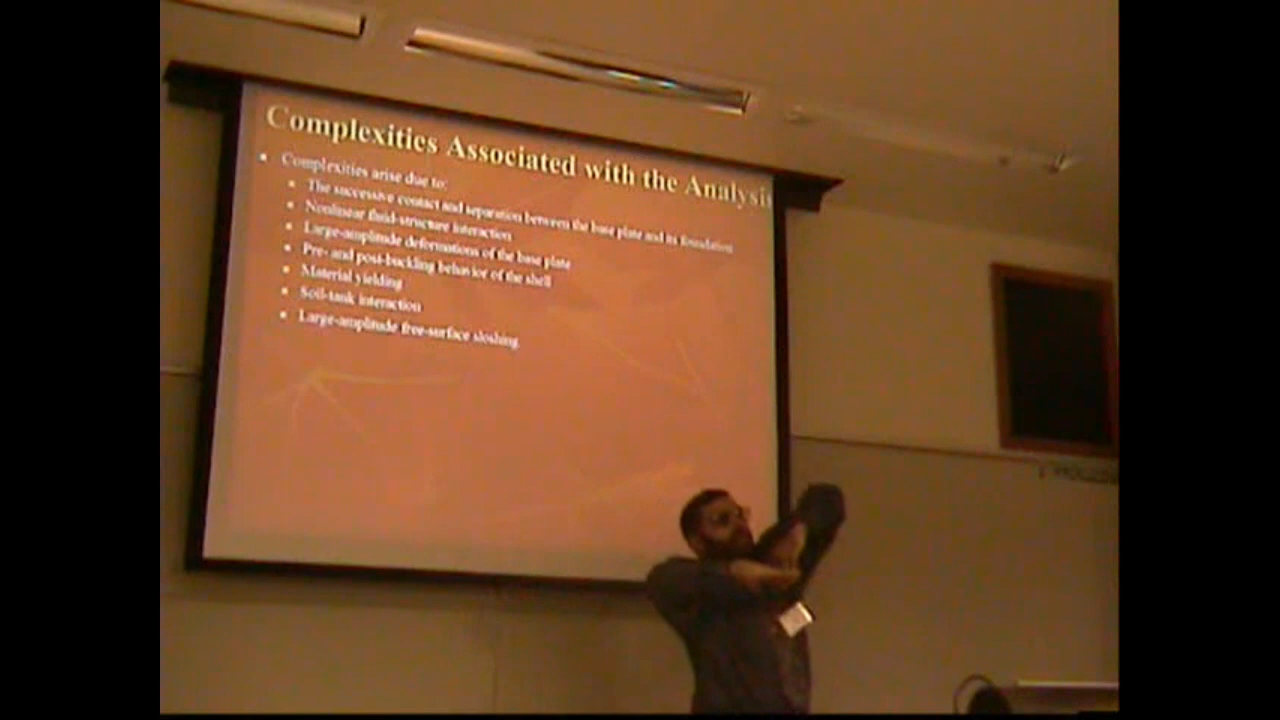 Complexities Associated with the Analysis
Complexities arise due to:
The successive contact and separation between the base plate and its foundation
Nonlinear fluid-structure interaction
Large-amplitude deformations of the base plate
Pre- and post-buckling behavior of the shell
Material yielding
Soil-tank interaction
Large-amplitude free-surface sloshing